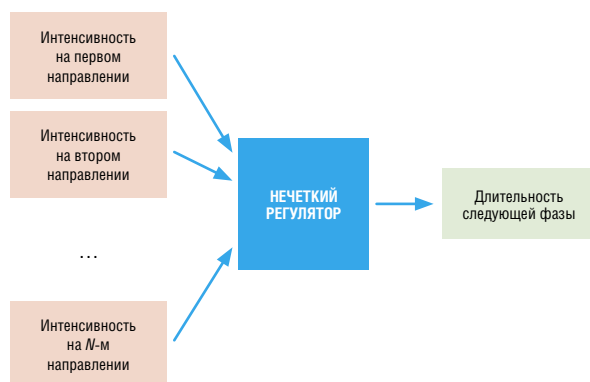 Интенсивность
на первом
направлении
Интенсивность
на втором
направлении
...
Интенсивность
на N-м
направлении
НЕЧЕТКИЙ
РЕГУЛЯТОР
Длительность
следующей фазы